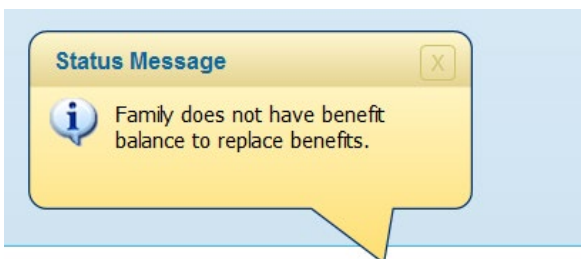 Status Message
X
Family does not have benefit
balance to replace benefits.